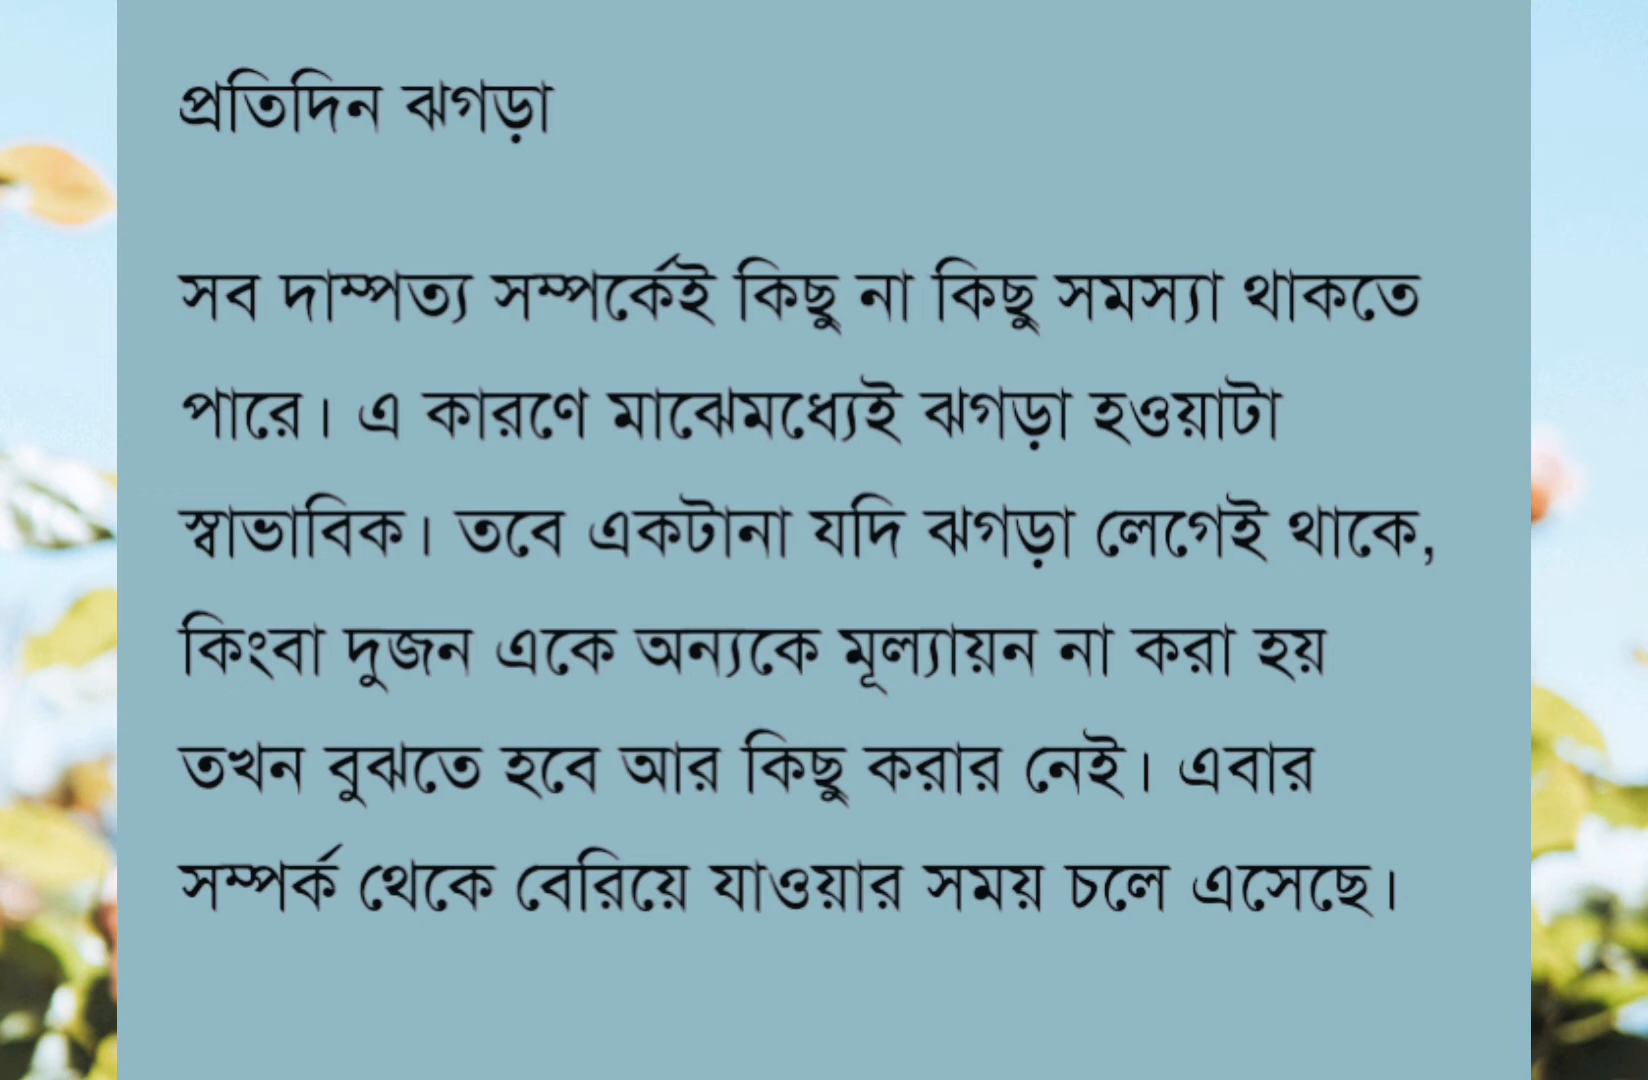 প্রতিদিন ঝগড়া
সব দাম্পত্য সম্পর্কেই কিছু না কিছু সমস্যা থাকতে
পারে। এ কারণে মাঝেমধ্যেই ঝগড়া হওয়াটা
স্বাভাবিক। তবে একটানা যদি ঝগড়া লেগেই থাকে,
কিংবা দুজন একে অন্যকে মূল্যায়ন না করা হয়
তখন বুঝতে হবে আর কিছু করার নেই। এবার
সম্পর্ক থেকে বেরিয়ে যাওয়ার সময় চলে এসেছে।